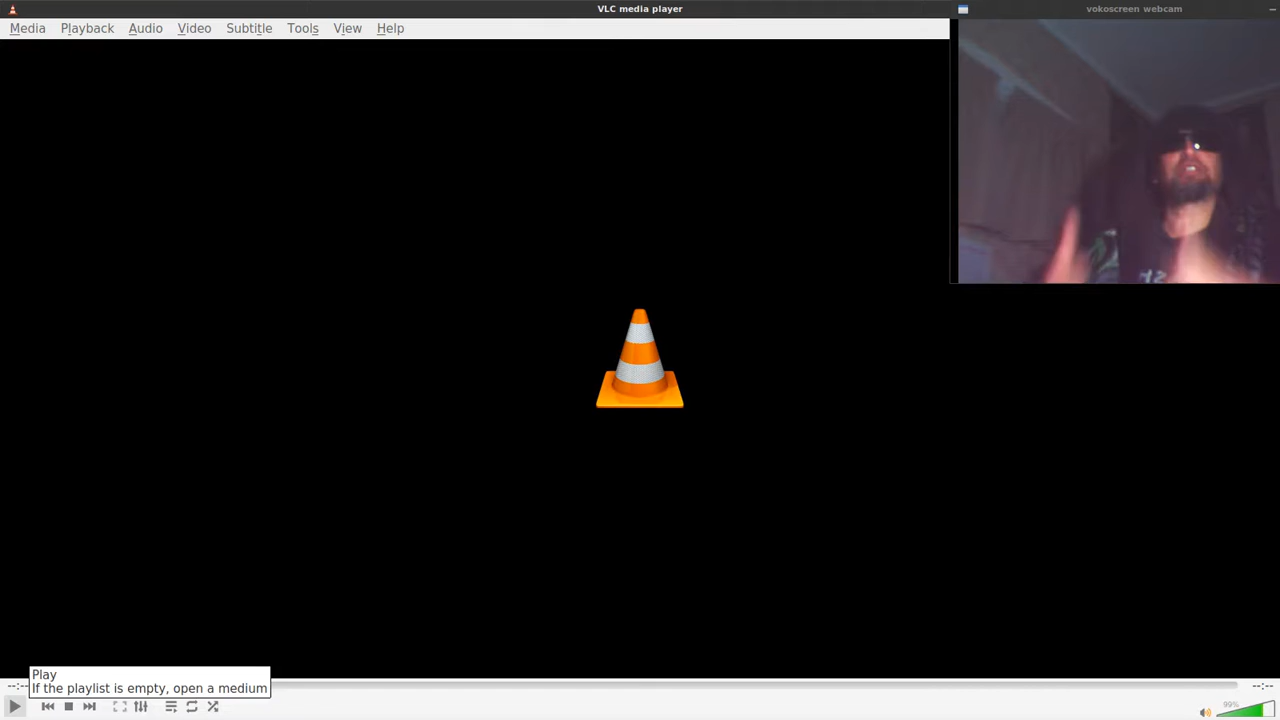 VLC media player
vokoscreen webcam
Media Playback Audio Video Subtitle Tools View Help
Play
If the playlist is empty, open a medium
--:--
--:--
99%